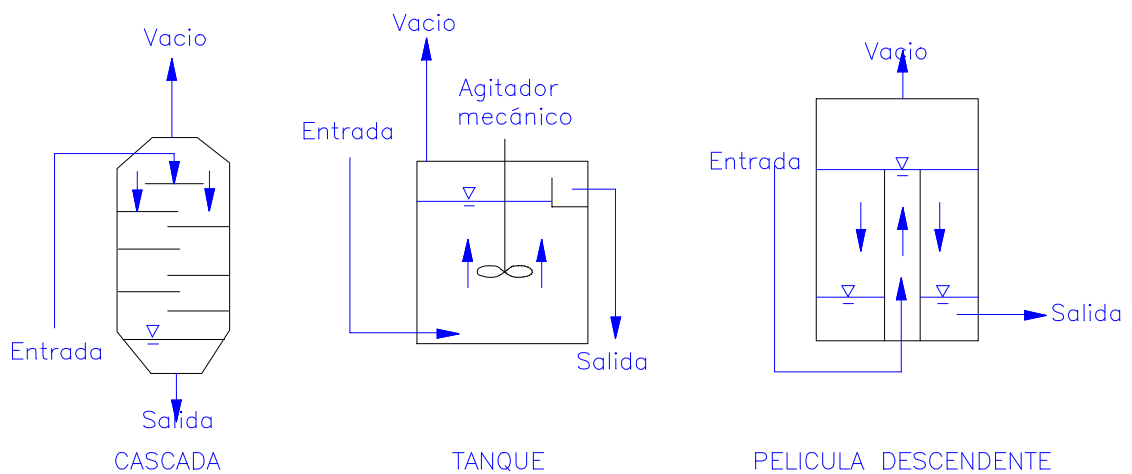 Vacio
Entrada
Salida
CASCADA
Vacio
Agitador
mecánico
Entrada
Salida
TANQUE
Vacio
Entrada
Salida
PELICULA DESCENDENTE